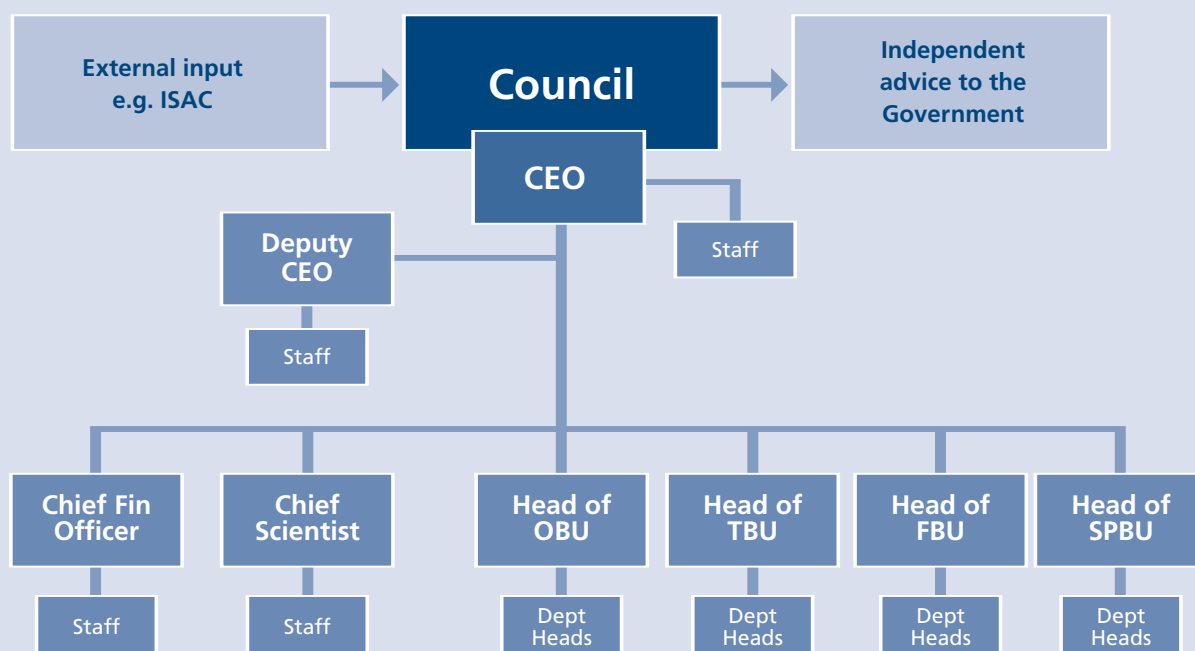 External input
e.g. ISAC
Council
Independent
advice to the
Government
CEO
Staff
Deputy
CEO
Staff
Chief Fin
Officer
Chief
Scientist
Head of
OBU
Head of
TBU
Head of
FBU
Head of
SPBU
Staff
Staff
Dept
Heads
Dept
Heads
Dept
Heads
Dept
Heads